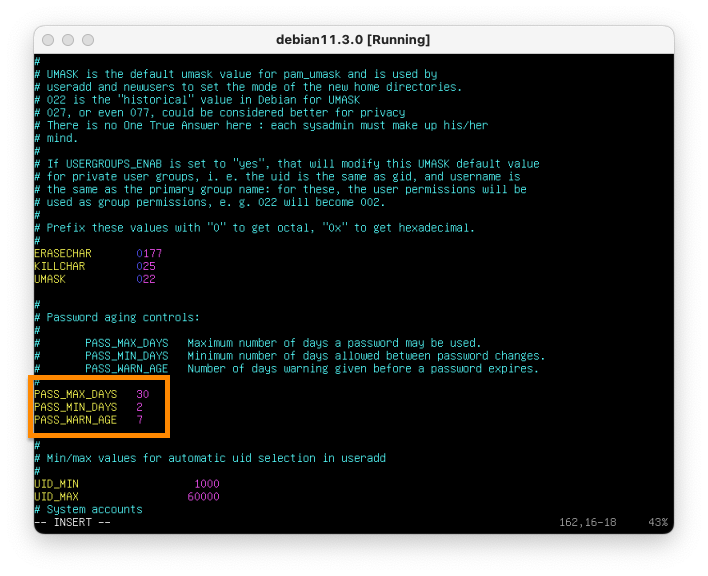 debian11.3.0 [Running]
#
# UMASK is the default umask value for pam_umask and is used by
# useradd and newusers to set the mode of the new home directories.
# 022 is the "historical" value in Debian for UMASK
# 027, or even 077, could be considered better for privacy
# There is no One True Answer here : each sysadmin must make up his/her
# mind.
#
# If USERGROUPS_ENAB is set to "yes", that will modify this UMASK default value
# for private user groups, i. e. the uid is the same as gid, and username is
# the same as the primary group name: for these, the user permissions will be
# used as group permissions, e. g. 022 will become 002.
#
# Prefix these values with "0" to get octal, "0x" to get hexadecimal.
#
ERASECHAR 0177
KILLCHAR 025
UMASK 022
#
# Password aging controls:
#
# PASS_MAX_DAYS Maximum number of days a password may be used.
# PASS_MIN_DAYS Minimum number of days allowed between password changes.
# PASS_WARN_AGE Number of days warning given before a password expires.
#
PASS_MAX_DAYS 30
PASS_MIN_DAYS 2
PASS_WARN_AGE 7
#
# Min/max values for automatic uid selection in useradd
#
UID_MIN 1000
UID_MAX 60000
# System accounts
-- INSERT -- 162,16-18 43%